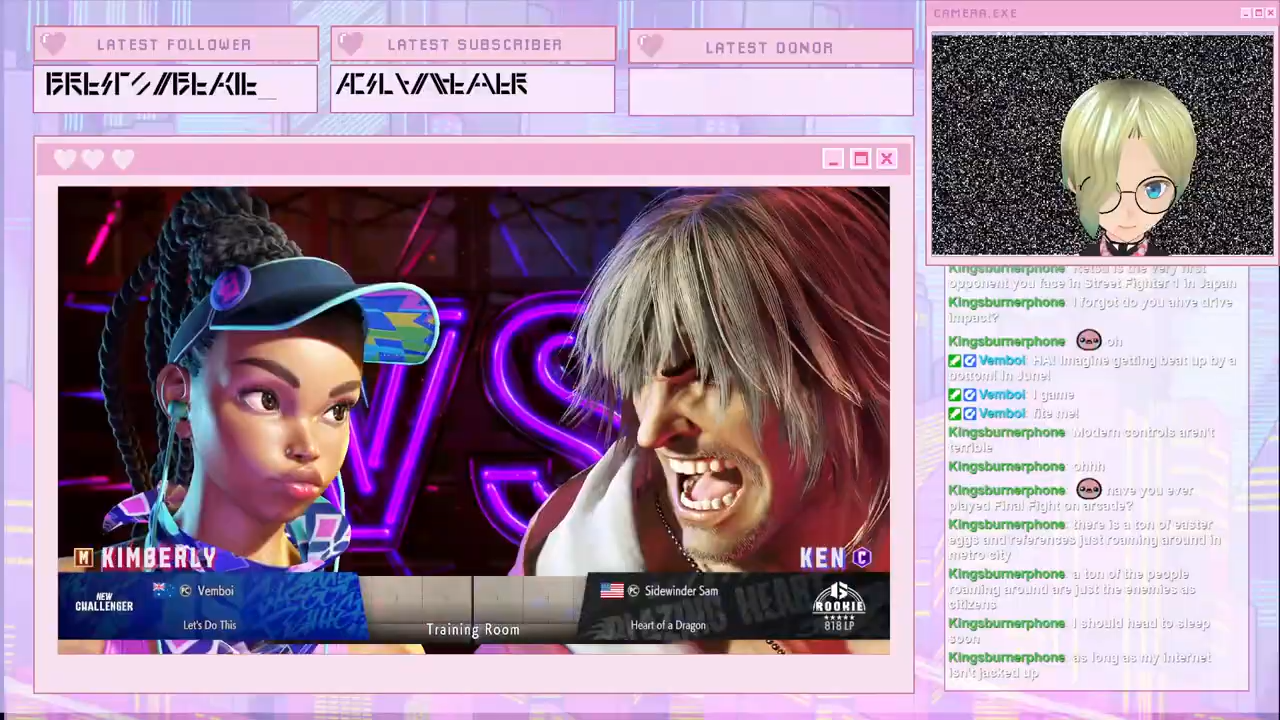 LATEST FOLLOWER
LATEST SUBSCRIBER
LATEST DONOR
CAMERA.EXE
VS
M KIMBERLY
KEN C
NEW CHALLENGER
Vemboi
Let's Do This
Training Room
Sidewinder Sam
Heart of a Dragon
ROOKIE
818 LP
Kingsburnerphone: Retsu is the very first
opponent you face in Street Fighter 1 in Japan
Kingsburnerphone: I forgot do you anve drive
impact?
Kingsburnerphone: oh
Vemboi: HA! Imagine getting beat up by a
bottom! In June!
Vemboi: I game
Vemboi: fite me!
Kingsburnerphone: Modern controls aren't
terrible
Kingsburnerphone: ohhh
Kingsburnerphone: have you ever
played Final Fight on arcade?
Kingsburnerphone: there is a ton of easter
eggs and references just roaming around in
metro city
Kingsburnerphone: a ton of the people
roaming around are just the enemies as
citizens
Kingsburnerphone: I should head to sleep
soon
Kingsburnerphone: as long as my internet
isn't jacked up